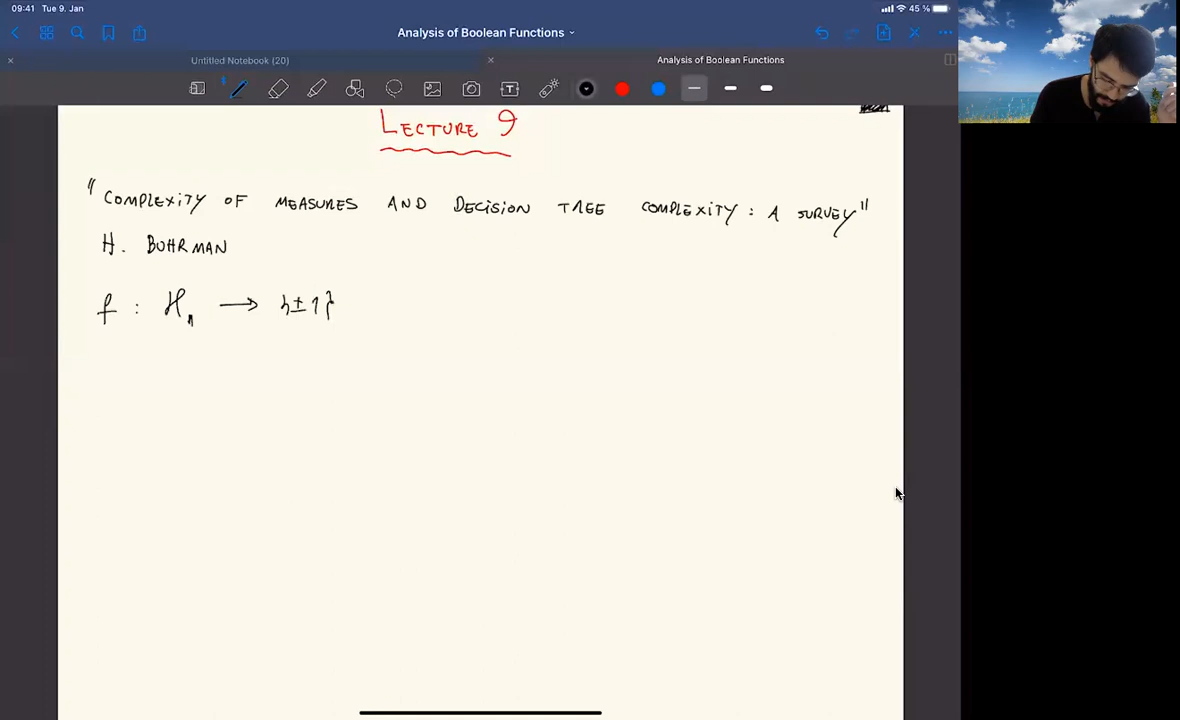 09:41 Tue 9. Jan
45 %
Analysis of Boolean Functions
Untitled Notebook (20)
Analysis of Boolean Functions
LECTURE 9
"COMPLEXITY OF MEASURES AND DECISION TREE COMPLEXITY : A SURVEY"
H. BUHRMAN
f : H_n → {±1}